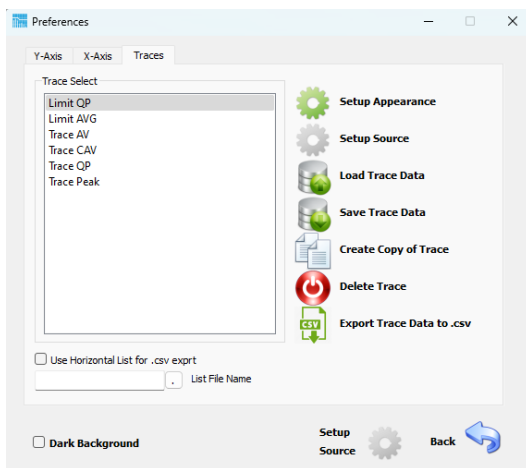 Preferences
Y-Axis X-Axis Traces
Trace Select
Limit QP
Limit AVG
Trace AV
Trace CAV
Trace QP
Trace Peak
Setup Appearance
Setup Source
Load Trace Data
Save Trace Data
Create Copy of Trace
Delete Trace
CSV Export Trace Data to .csv
Use Horizontal List for .csv exprt
. List File Name
Dark Background
Setup
Source
Back